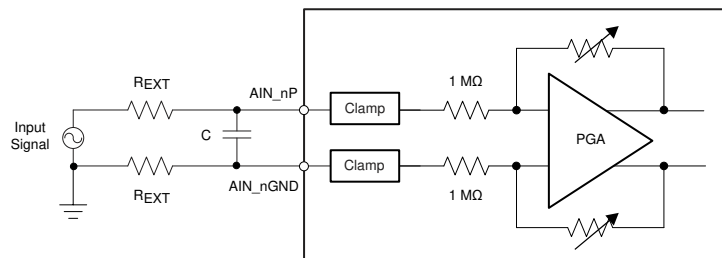 REXT
AIN_nP
Clamp
1 MΩ
Input
Signal
C
PGA
Clamp
REXT
AIN_nGND
1 MΩ